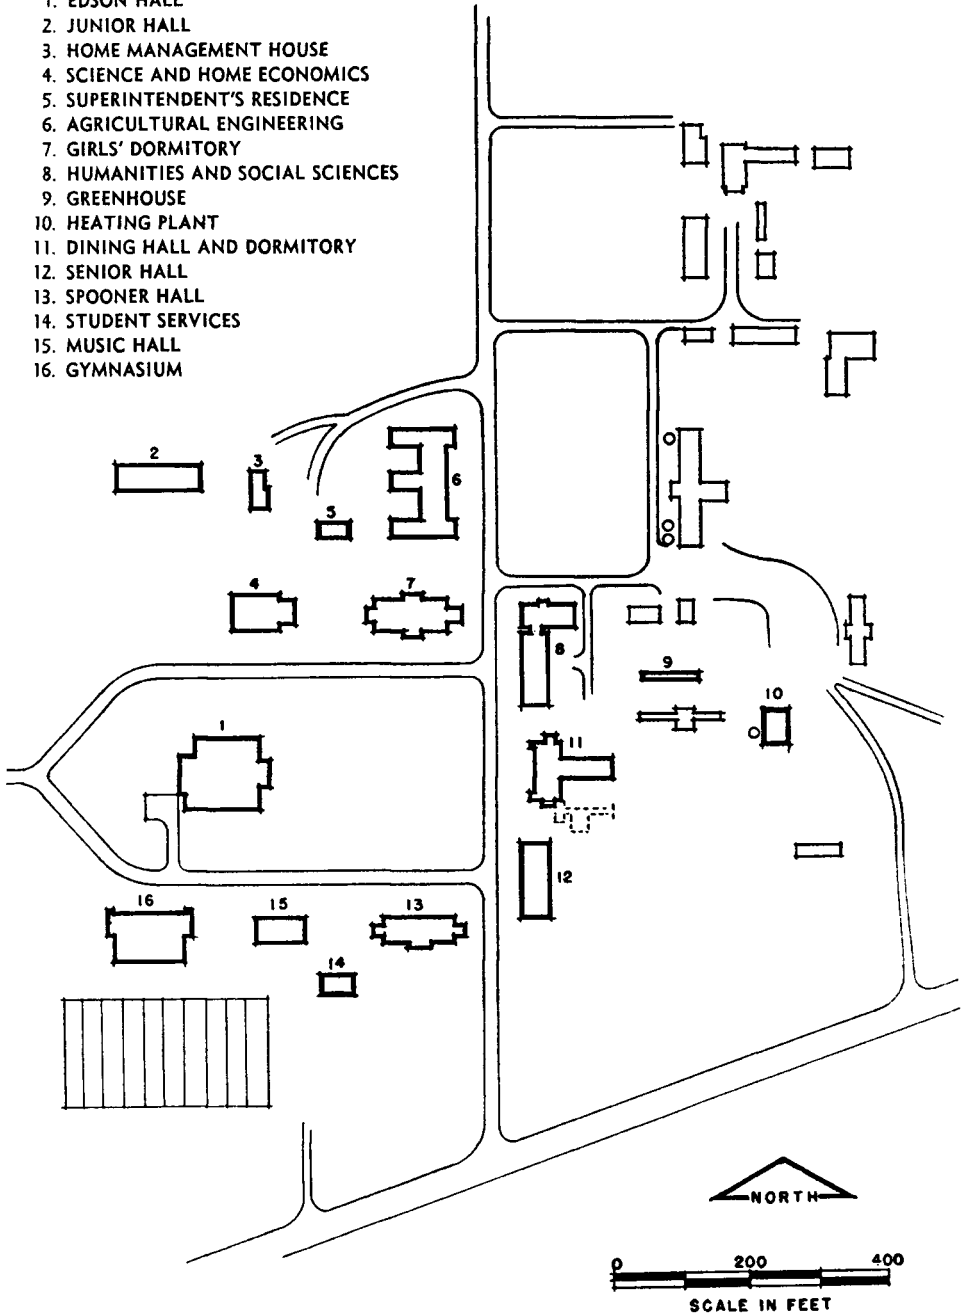 1. EDSON HALL
2. JUNIOR HALL
3. HOME MANAGEMENT HOUSE
4. SCIENCE AND HOME ECONOMICS
5. SUPERINTENDENT'S RESIDENCE
6. AGRICULTURAL ENGINEERING
7. GIRLS' DORMITORY
8. HUMANITIES AND SOCIAL SCIENCES
9. GREENHOUSE
10. HEATING PLANT
11. DINING HALL AND DORMITORY
12. SENIOR HALL
13. SPOONER HALL
14. STUDENT SERVICES
15. MUSIC HALL
16. GYMNASIUM
2
3
6
5
4
7
8
9
10
1
11
12
16
15
13
14
NORTH
0 200 400
SCALE IN FEET